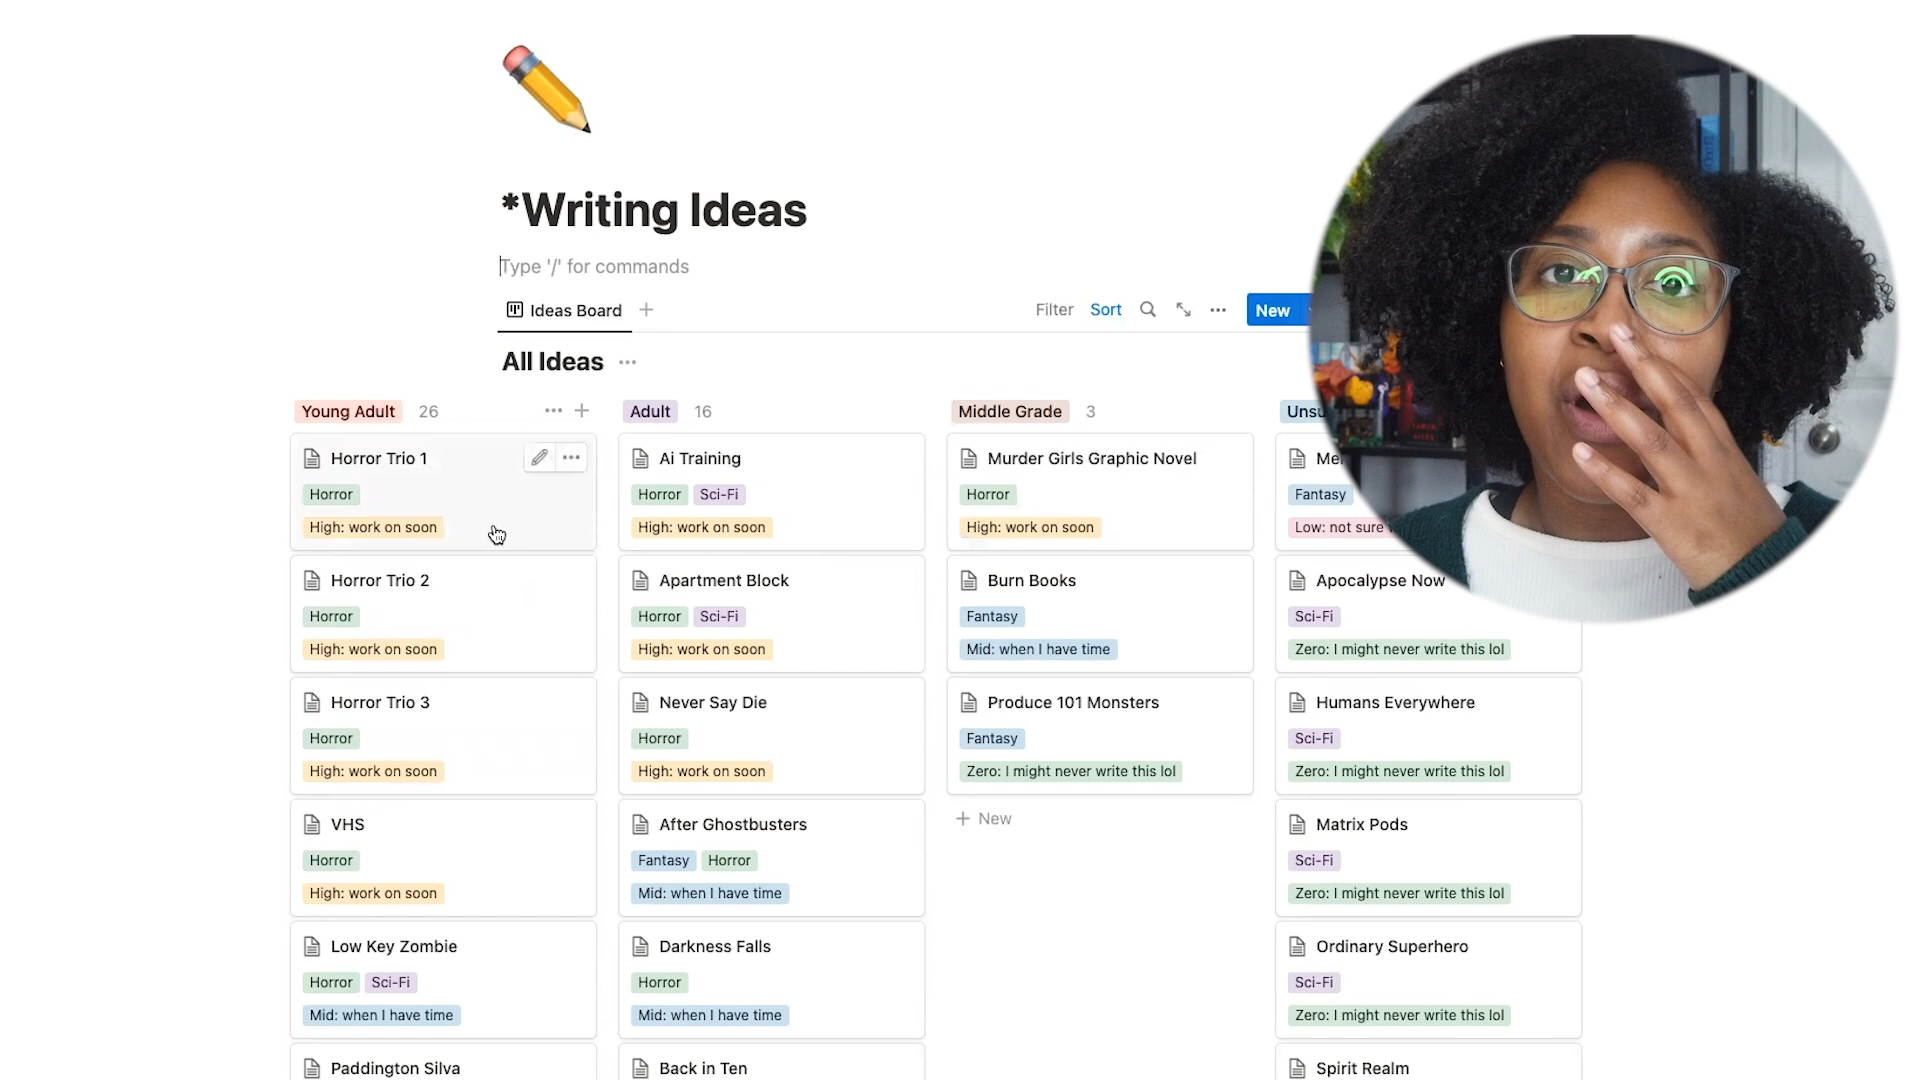 *Writing Ideas
Type '/' for commands
Ideas Board
Filter Sort New
All Ideas
Young Adult 26
Horror Trio 1
Horror
High: work on soon
Horror Trio 2
Horror
High: work on soon
Horror Trio 3
Horror
High: work on soon
VHS
Horror
High: work on soon
Low Key Zombie
Horror Sci-Fi
Mid: when I have time
Paddington Silva
Adult 16
Ai Training
Horror Sci-Fi
High: work on soon
Apartment Block
Horror Sci-Fi
High: work on soon
Never Say Die
Horror
High: work on soon
After Ghostbusters
Fantasy Horror
Mid: when I have time
Darkness Falls
Horror
Mid: when I have time
Back in Ten
Middle Grade 3
Murder Girls Graphic Novel
Horror
High: work on soon
Burn Books
Fantasy
Mid: when I have time
Produce 101 Monsters
Fantasy
Zero: I might never write this lol
New
Fantasy
Low: not sure
Apocalypse Now
Sci-Fi
Zero: I might never write this lol
Humans Everywhere
Sci-Fi
Zero: I might never write this lol
Matrix Pods
Sci-Fi
Zero: I might never write this lol
Ordinary Superhero
Sci-Fi
Zero: I might never write this lol
Spirit Realm